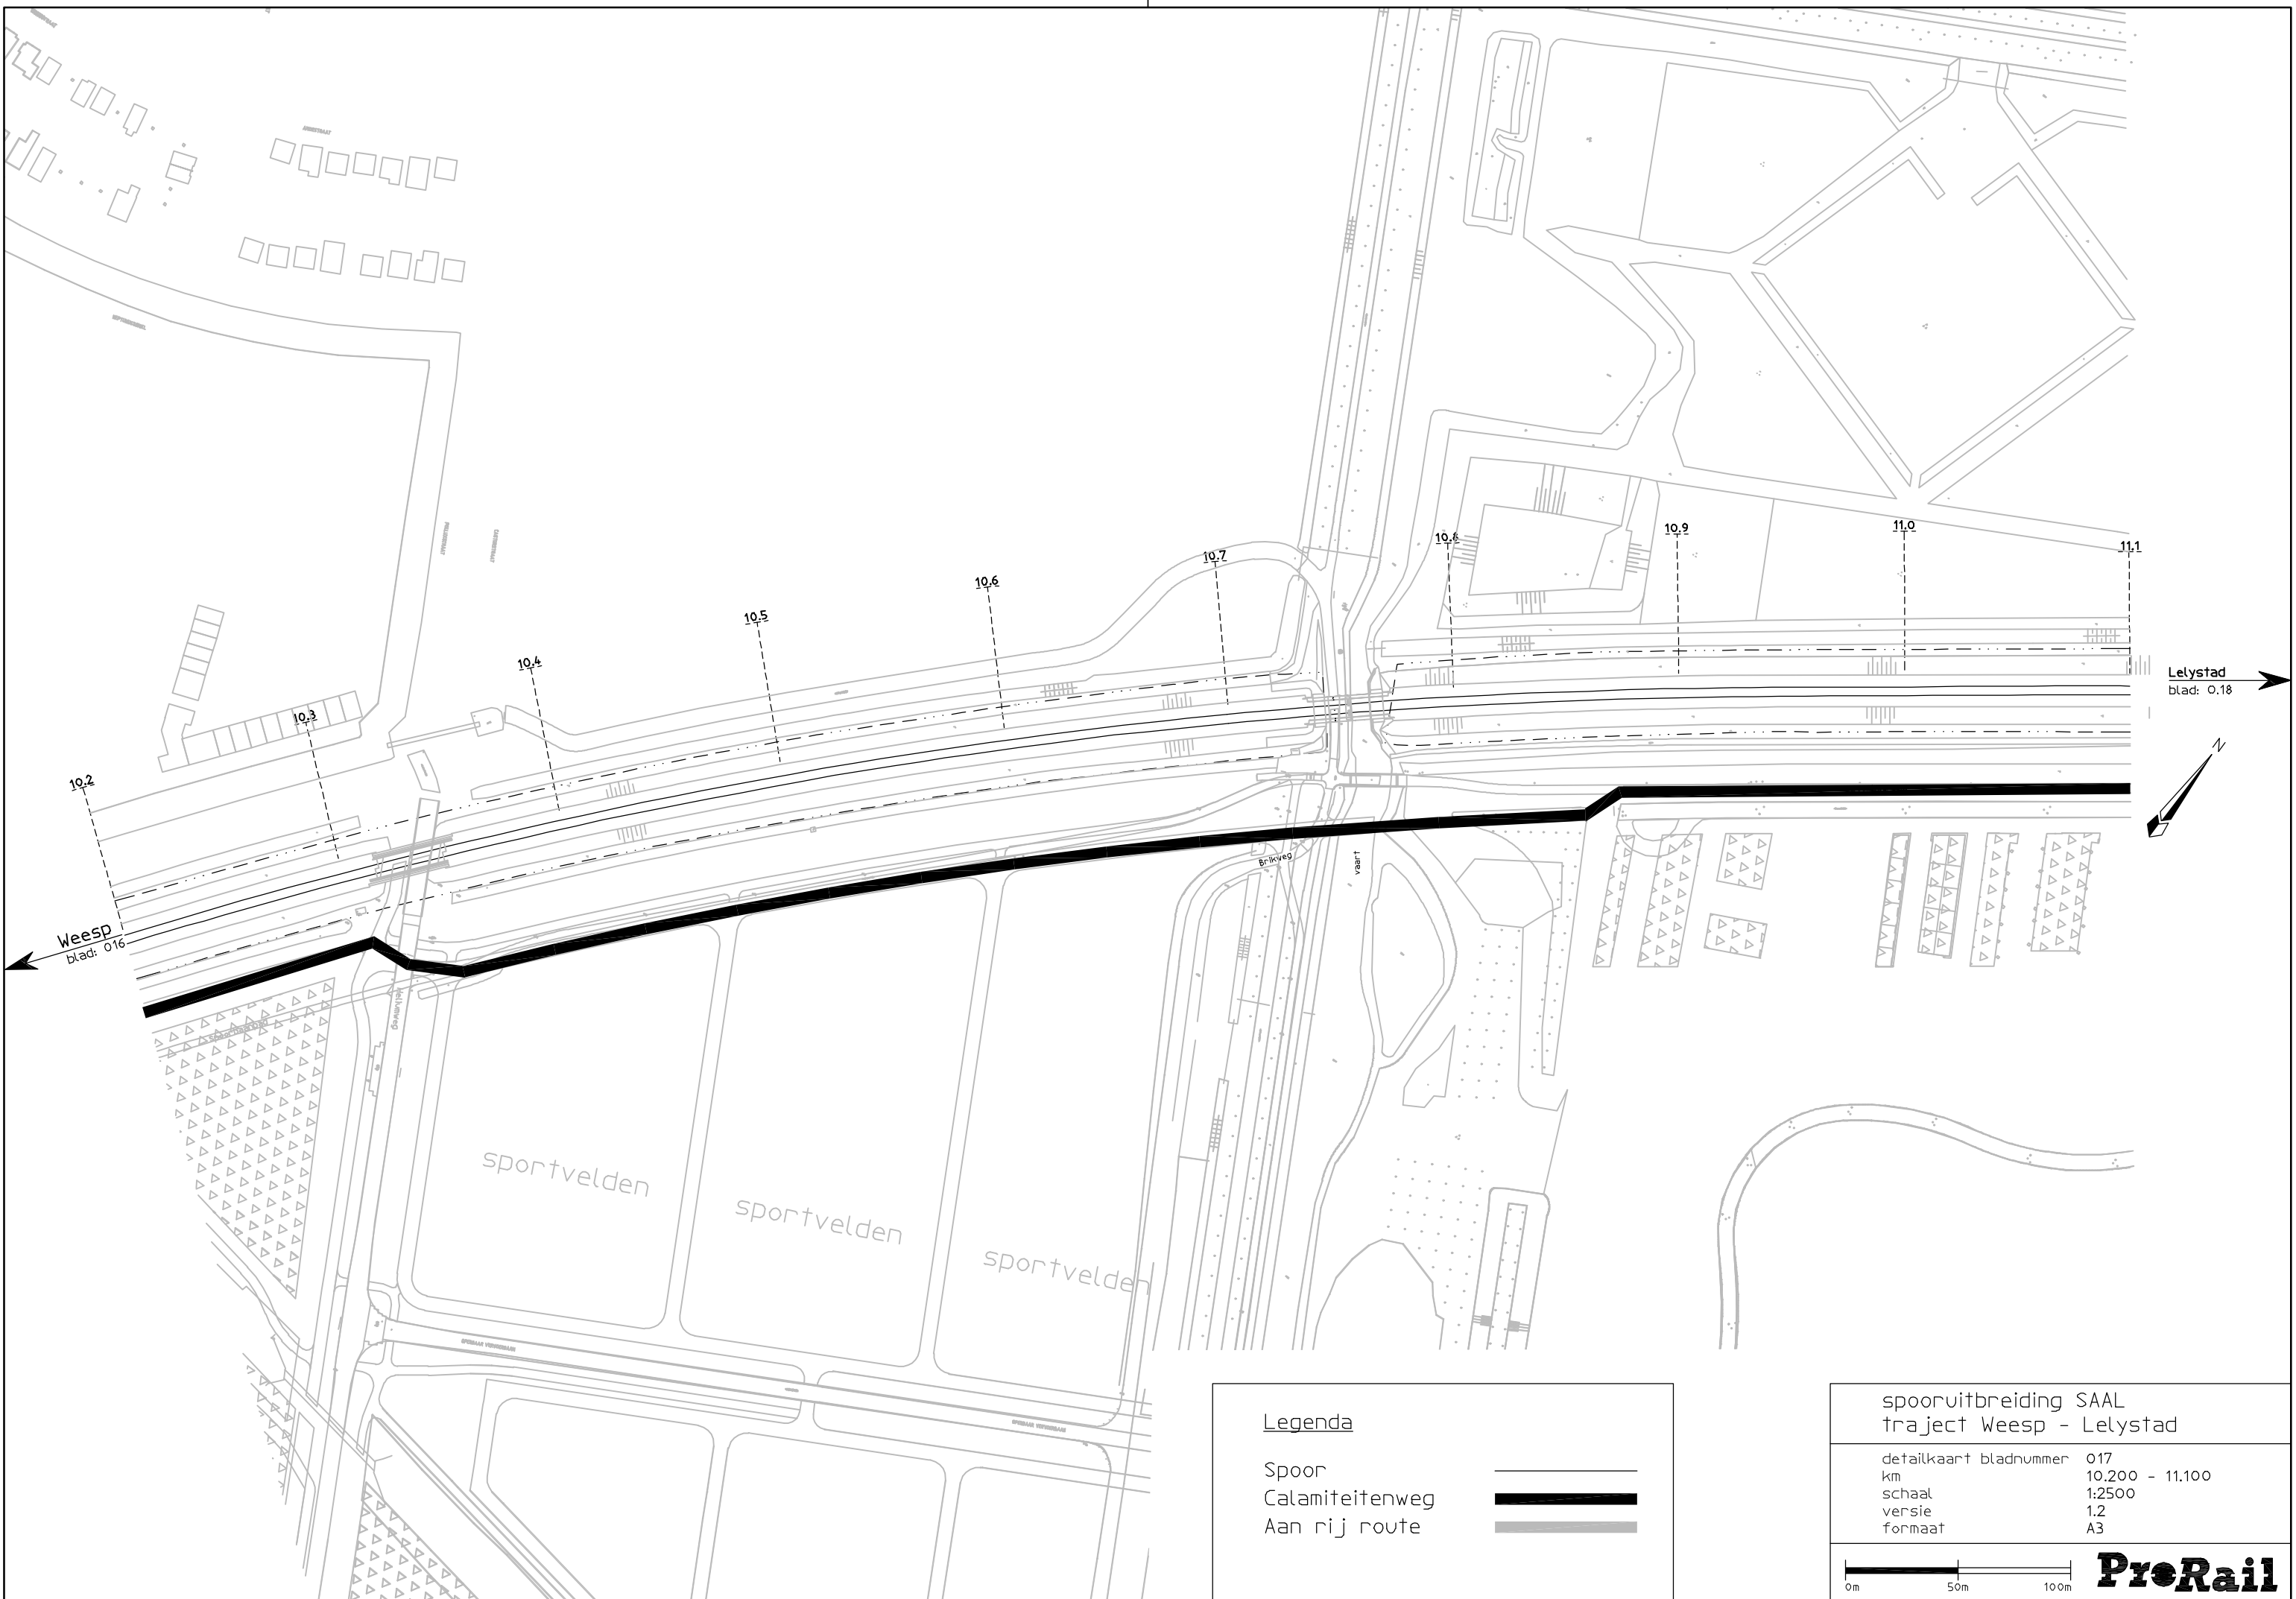 10.2
10.3
10.4
10.5
10.6
10.7
10.8
10.9
11.0
11.1
Lelystad
blad: 0.18
N
Weesp
blad: 016
Brikweg
vaart
sportvelden
sportvelden
sportvelden
Legenda
Spoor
Calamiteitenweg
Aan rij route
spooruitbreiding SAAL
traject Weesp - Lelystad
detailkaart bladnummer 017
km 10.200 - 11.100
schaal 1:2500
versie 1.2
formaat A3
0m 50m 100m
ProRail